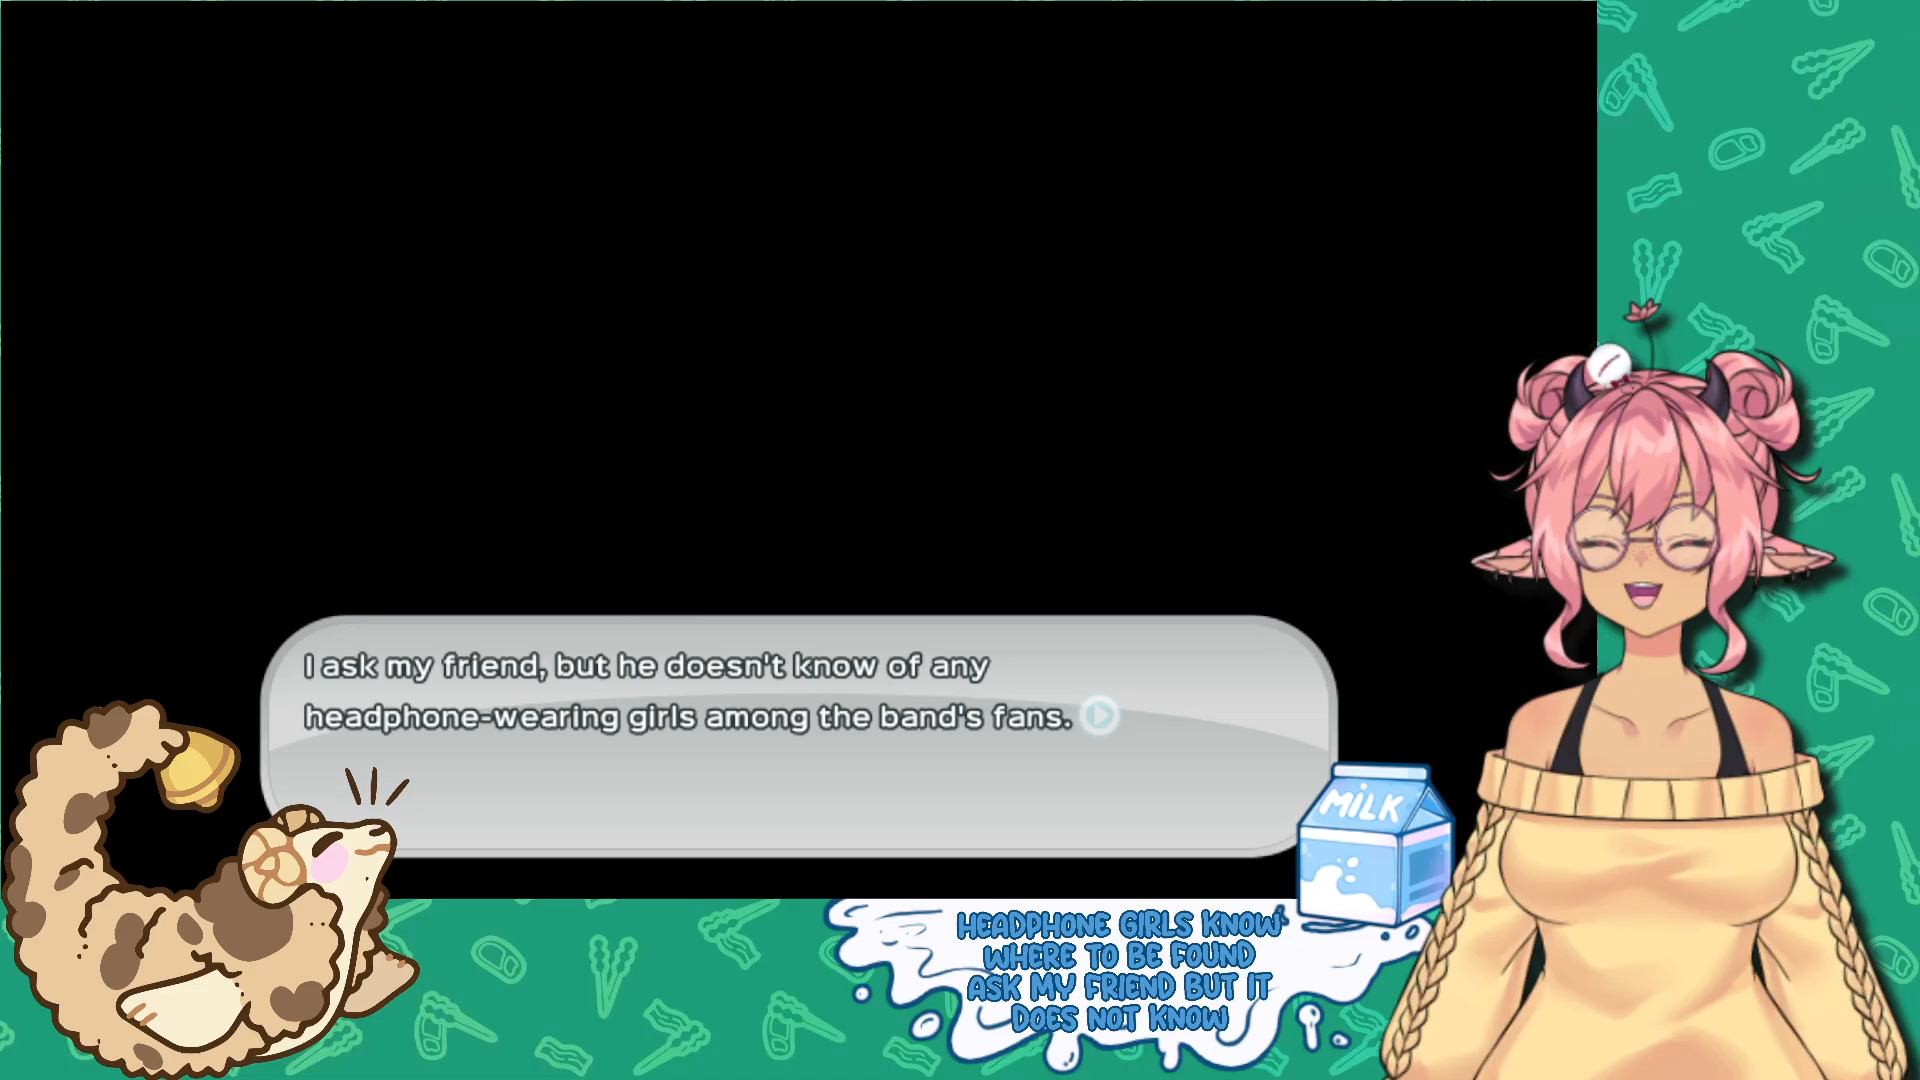 I ask my friend, but he doesn't know of any
headphone-wearing girls among the band's fans.
MILK
HEADPHONE GIRLS KNOW
WHERE TO BE FOUND
ASK MY FRIEND BUT IT
DOES NOT KNOW